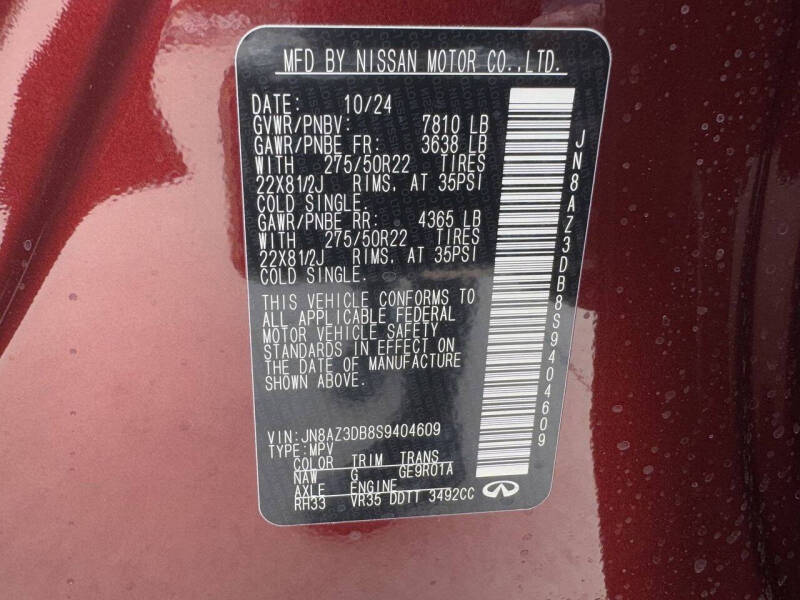 MFD BY NISSAN MOTOR CO.,LTD.
DATE: 10/24
GVWR/PNBV: 7810 LB
GAWR/PNBE FR: 3638 LB
WITH 275/50R22 TIRES
22X81/2J RIMS, AT 35PSI
COLD SINGLE.
GAWR/PNBE RR: 4365 LB
WITH 275/50R22 TIRES
22X81/2J RIMS, AT 35PSI
COLD SINGLE.
THIS VEHICLE CONFORMS TO
ALL APPLICABLE FEDERAL
MOTOR VEHICLE SAFETY
STANDARDS IN EFFECT ON
THE DATE OF MANUFACTURE
SHOWN ABOVE.
VIN: JN8AZ3DB8S9404609
TYPE: MPV
COLOR TRIM TRANS
NAW G GE9R01A
AXLE ENGINE
RH33 VR35 DDTT 3492CC
JN8AZ3DB8S9404609